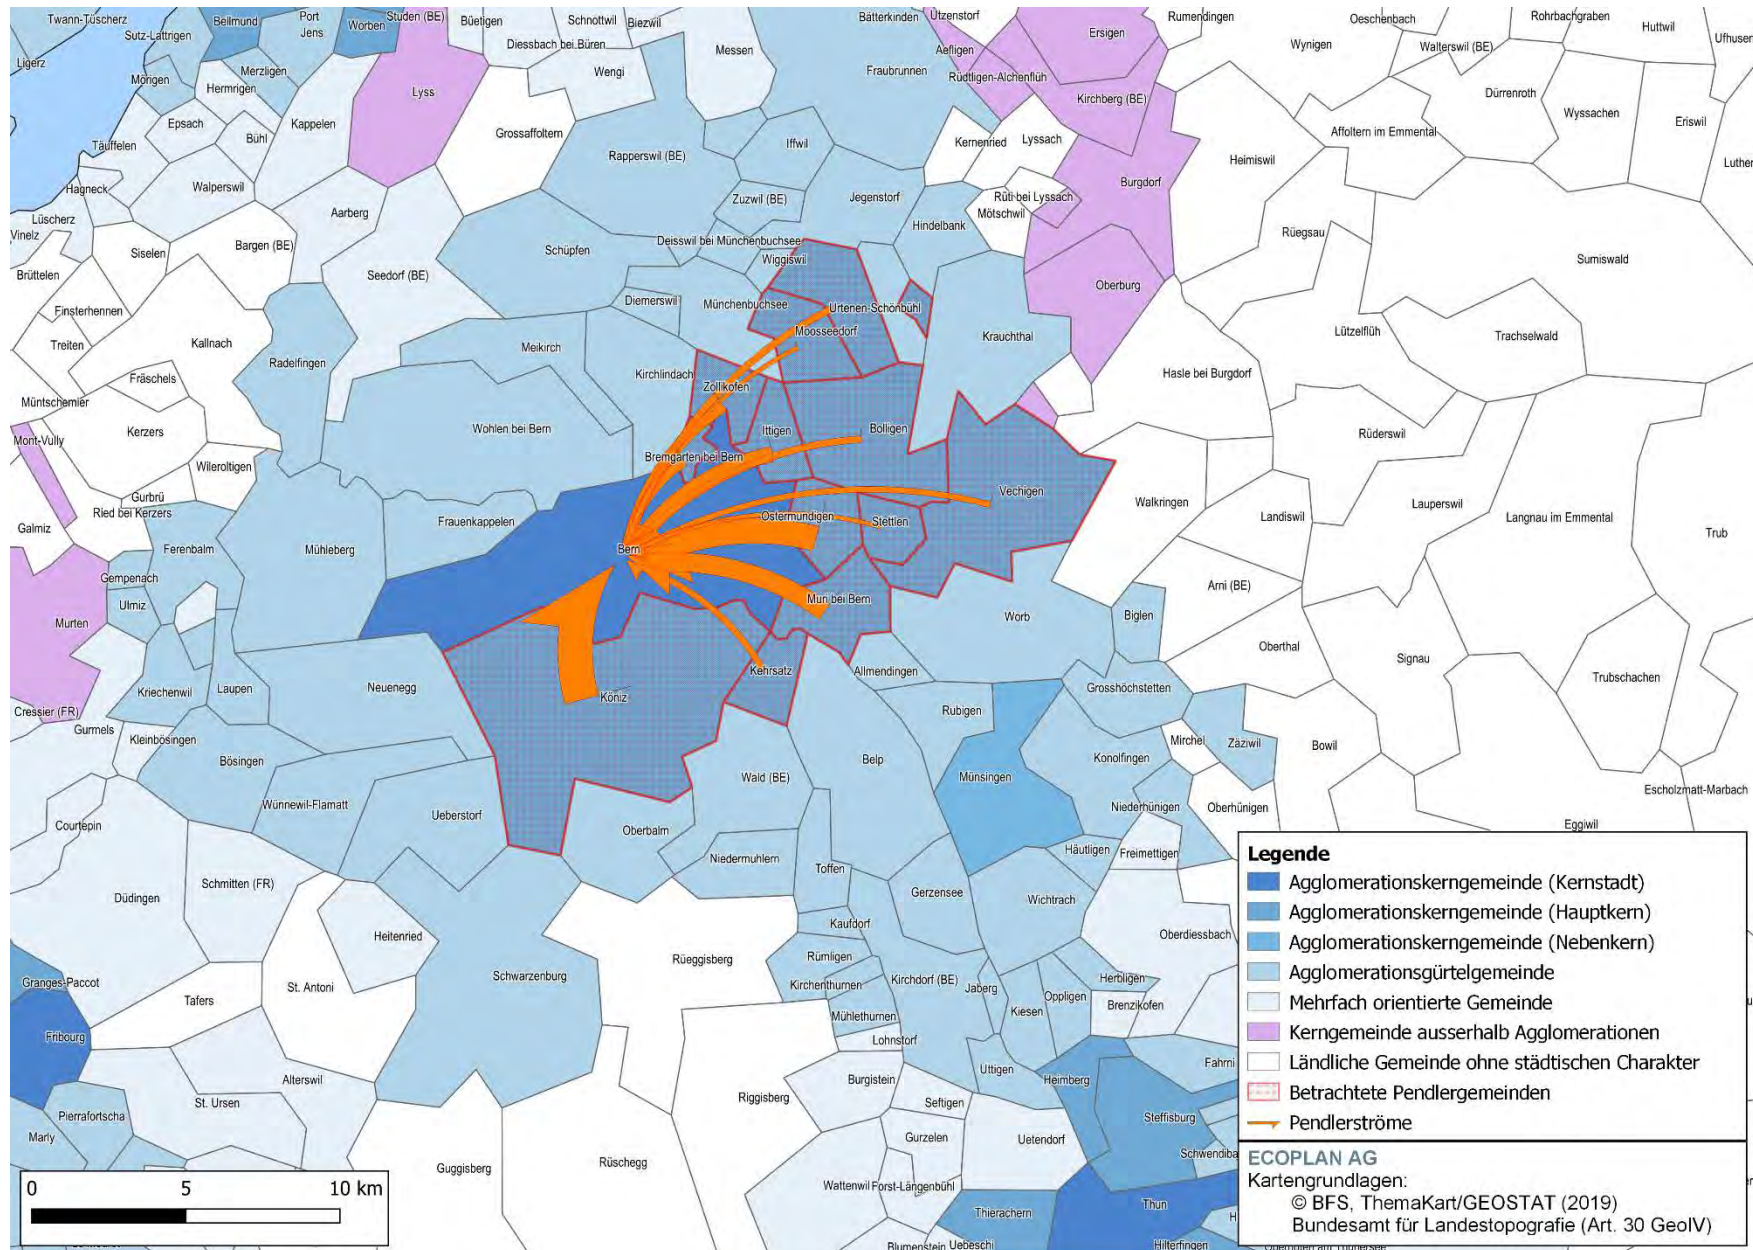 Twann-Tüscherz
Sutz-Lattrigen
Bellmund
Port
Jens
Worben
Studen (BE)
Büetigen
Schnottwil
Biezwil
Diessbach bei Büren
Bätterkinden
Ützenstorf
Aefligen
Ersigen
Rumendingen
Oeschenbach
Rohrbachgraben
Huttwil
Wynigen
Walterswil (BE)
Ligerz
Mörigen
Merzligen
Hermrigen
Lyss
Wengi
Messen
Fraubrunnen
Rüdtligen-Alchenflüh
Kirchberg (BE)
Dürrenroth
Wyssachen
Eriswil
Epsach
Bühl
Kappelen
Täuffelen
Grossaffoltern
Rapperswil (BE)
Iffwil
Kernenried
Lyssach
Affoltern im Emmental
Heimiswil
Hagneck
Walperswil
Aarberg
Zuzwil (BE)
Jegenstorf
Rüti bei Lyssach
Burgdorf
Mötschwil
Lüscherz
Vinelz
Siselen
Bargen (BE)
Schüpfen
Deisswil bei Münchenbuchsee
Wiggiswil
Hindelbank
Rüegsau
Sumiswald
Brüttelen
Seedorf (BE)
Diemerswil
Münchenbuchsee
Urtenen-Schönbühl
Oberburg
Finsterhennen
Moosseedorf
Krauchthal
Lützelflüh
Trachselwald
Treiten
Kallnach
Radelfingen
Meikirch
Kirchlindach
Zollikofen
Hasle bei Burgdorf
Fräschels
Müntschemier
Kerzers
Wohlen bei Bern
Ittigen
Bolligen
Rüderswil
Mont-Vully
Wileroltigen
Bremgarten bei Bern
Gurbrü
Ried bei Kerzers
Vechigen
Walkringen
Lauperswil
Galmiz
Frauenkappelen
Ostermundigen
Stettlen
Landiswil
Langnau im Emmental
Trub
Ferenbalm
Mühleberg
Bern
Gempenach
Ulmiz
Arni (BE)
Murten
Muri bei Bern
Worb
Biglen
Oberthal
Signau
Kriechenwil
Laupen
Neuenegg
Köniz
Kehrsatz
Allmendingen
Grosshöchstetten
Trubschachen
Cressier (FR)
Gurmels
Kleinbösingen
Bösingen
Rubigen
Mirchel
Zäziwil
Bowil
Belp
Konolfingen
Wald (BE)
Münsingen
Wünnewil-Flamatt
Ueberstorf
Niederhünigen
Oberhünigen
Escholzmatt-Marbach
Courtepin
Oberbalm
Eggiwil
Niedermuhlern
Häutligen
Freimettigen
Toffen
Schmitten (FR)
Düdingen
Gerzensee
Wichtrach
Kaufdorf
Heitenried
Oberdiessbach
Rüeggisberg
Rümligen
Granges-Paccot
Schwarzenburg
Kirchenthurnen
Kirchdorf (BE)
Jaberg
Herbligen
St. Antoni
Tafers
Oppligen
Brenzikofen
Kiesen
Mühlethurnen
Fribourg
Lohnstorf
Fahrni
Uttigen
Heimberg
Alterswil
Burgistein
Riggisberg
Seftigen
St. Ursen
Pierrafortscha
Steffisburg
Marly
Gurzelen
Uetendorf
Rüschegg
Guggisberg
Wattenwil
Forst-Längenbühl
Thun
Thierachern
Blumenstein
Uebeschi
Hilterfingen
Legende
Agglomerationskerngemeinde (Kernstadt)
Agglomerationskerngemeinde (Hauptkern)
Agglomerationskerngemeinde (Nebenkern)
Agglomerationsgürtelgemeinde
Mehrfach orientierte Gemeinde
Kerngemeinde ausserhalb Agglomerationen
Ländliche Gemeinde ohne städtischen Charakter
Betrachtete Pendlergemeinden
Pendlerströme
ECOPLAN AG
Kartengrundlagen:
© BFS, ThemaKart/GEOSTAT (2019)
Bundesamt für Landestopografie (Art. 30 GeoIV)
0 5 10 km